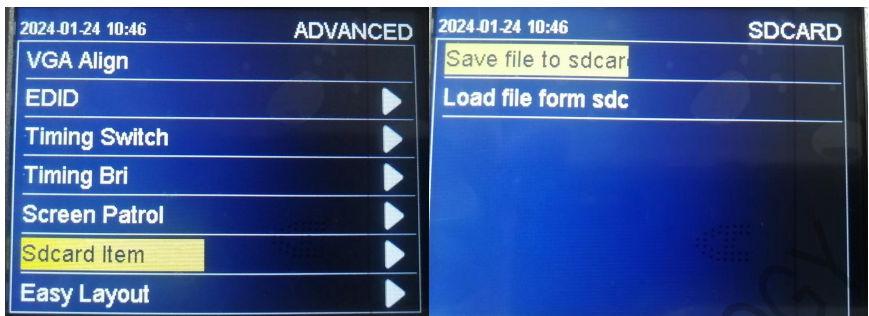 2024-01-24 10:46 ADVANCED
VGA Align
EDID
Timing Switch
Timing Bri
Screen Patrol
Sdcard Item
Easy Layout
2024-01-24 10:46 SDCARD
Save file to sdcar
Load file form sdc